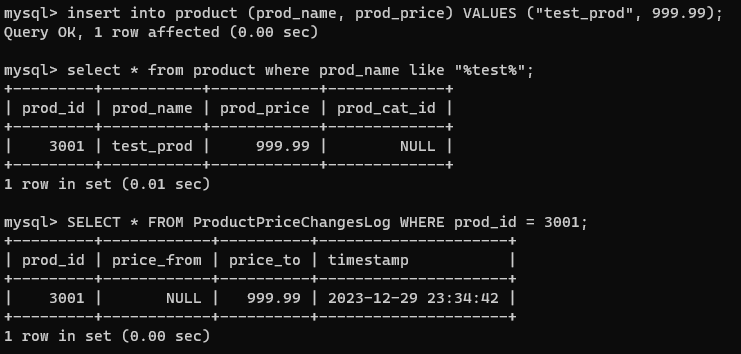 mysql> insert into product (prod_name, prod_price) VALUES ("test_prod", 999.99);
Query OK, 1 row affected (0.00 sec)
mysql> select * from product where prod_name like "%test%";
+---------+-----------+------------+-------------+
| prod_id | prod_name | prod_price | prod_cat_id |
+---------+-----------+------------+-------------+
|    3001 | test_prod |     999.99 |        NULL |
+---------+-----------+------------+-------------+
1 row in set (0.01 sec)
mysql> SELECT * FROM ProductPriceChangesLog WHERE prod_id = 3001;
+---------+------------+----------+---------------------+
| prod_id | price_from | price_to | timestamp           |
+---------+------------+----------+---------------------+
|    3001 |       NULL |   999.99 | 2023-12-29 23:34:42 |
+---------+------------+----------+---------------------+
1 row in set (0.00 sec)